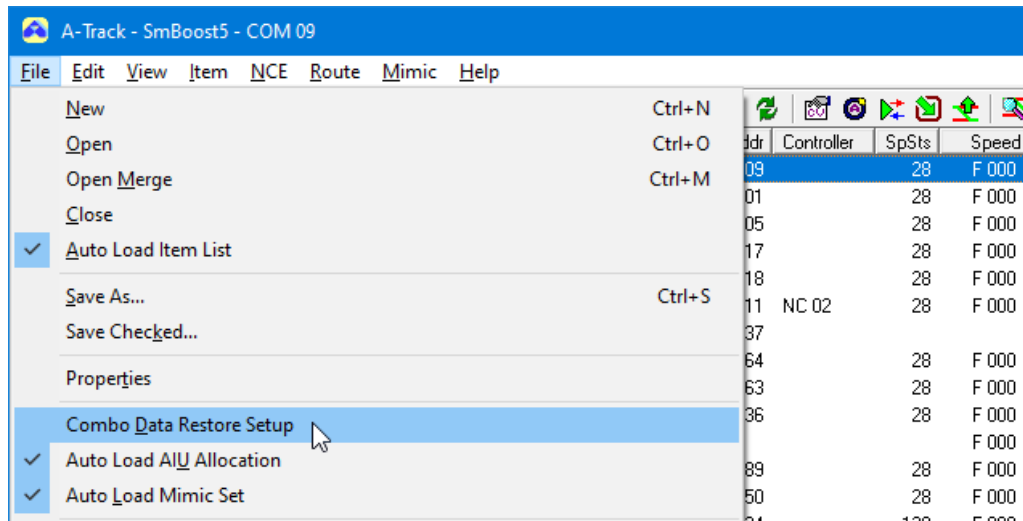 A-Track - SmBoost5 - COM 09
File Edit View Item NCE Route Mimic Help
New Ctrl+N
Open Ctrl+O
Open Merge Ctrl+M
Close
Auto Load Item List
Save As... Ctrl+S
Save Checked...
Properties
Combo Data Restore Setup
Auto Load AIU Allocation
Auto Load Mimic Set
ddr Controller SpSts Speed
09 28 F 000
01 28 F 000
05 28 F 000
17 28 F 000
18 28 F 000
11 NC 02 28 F 000
37
64 28 F 000
63 28 F 000
36 28 F 000
F 000
89 28 F 000
50 28 F 000